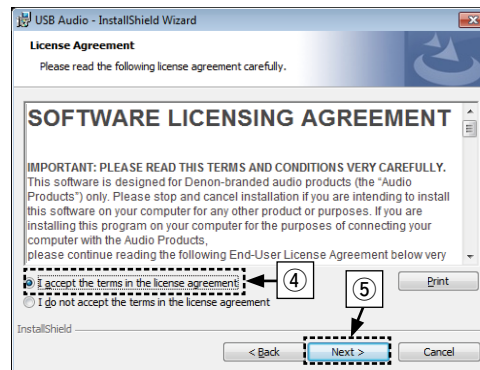 USB Audio - InstallShield Wizard
License Agreement
Please read the following license agreement carefully.
SOFTWARE LICENSING AGREEMENT
IMPORTANT: PLEASE READ THIS TERMS AND CONDITIONS VERY CAREFULLY.
This software is designed for Denon-branded audio products (the “Audio
Products”) only. Please stop and cancel installation if you are intending to install
this software on your computer for any other product or purposes. If you are
installing this program on your computer for the purposes of connecting your
computer with the Audio Products,
please continue reading the following End-User License Agreement below very
I accept the terms in the license agreement
④
Print
I do not accept the terms in the license agreement
⑤
InstallShield
< Back
Next >
Cancel